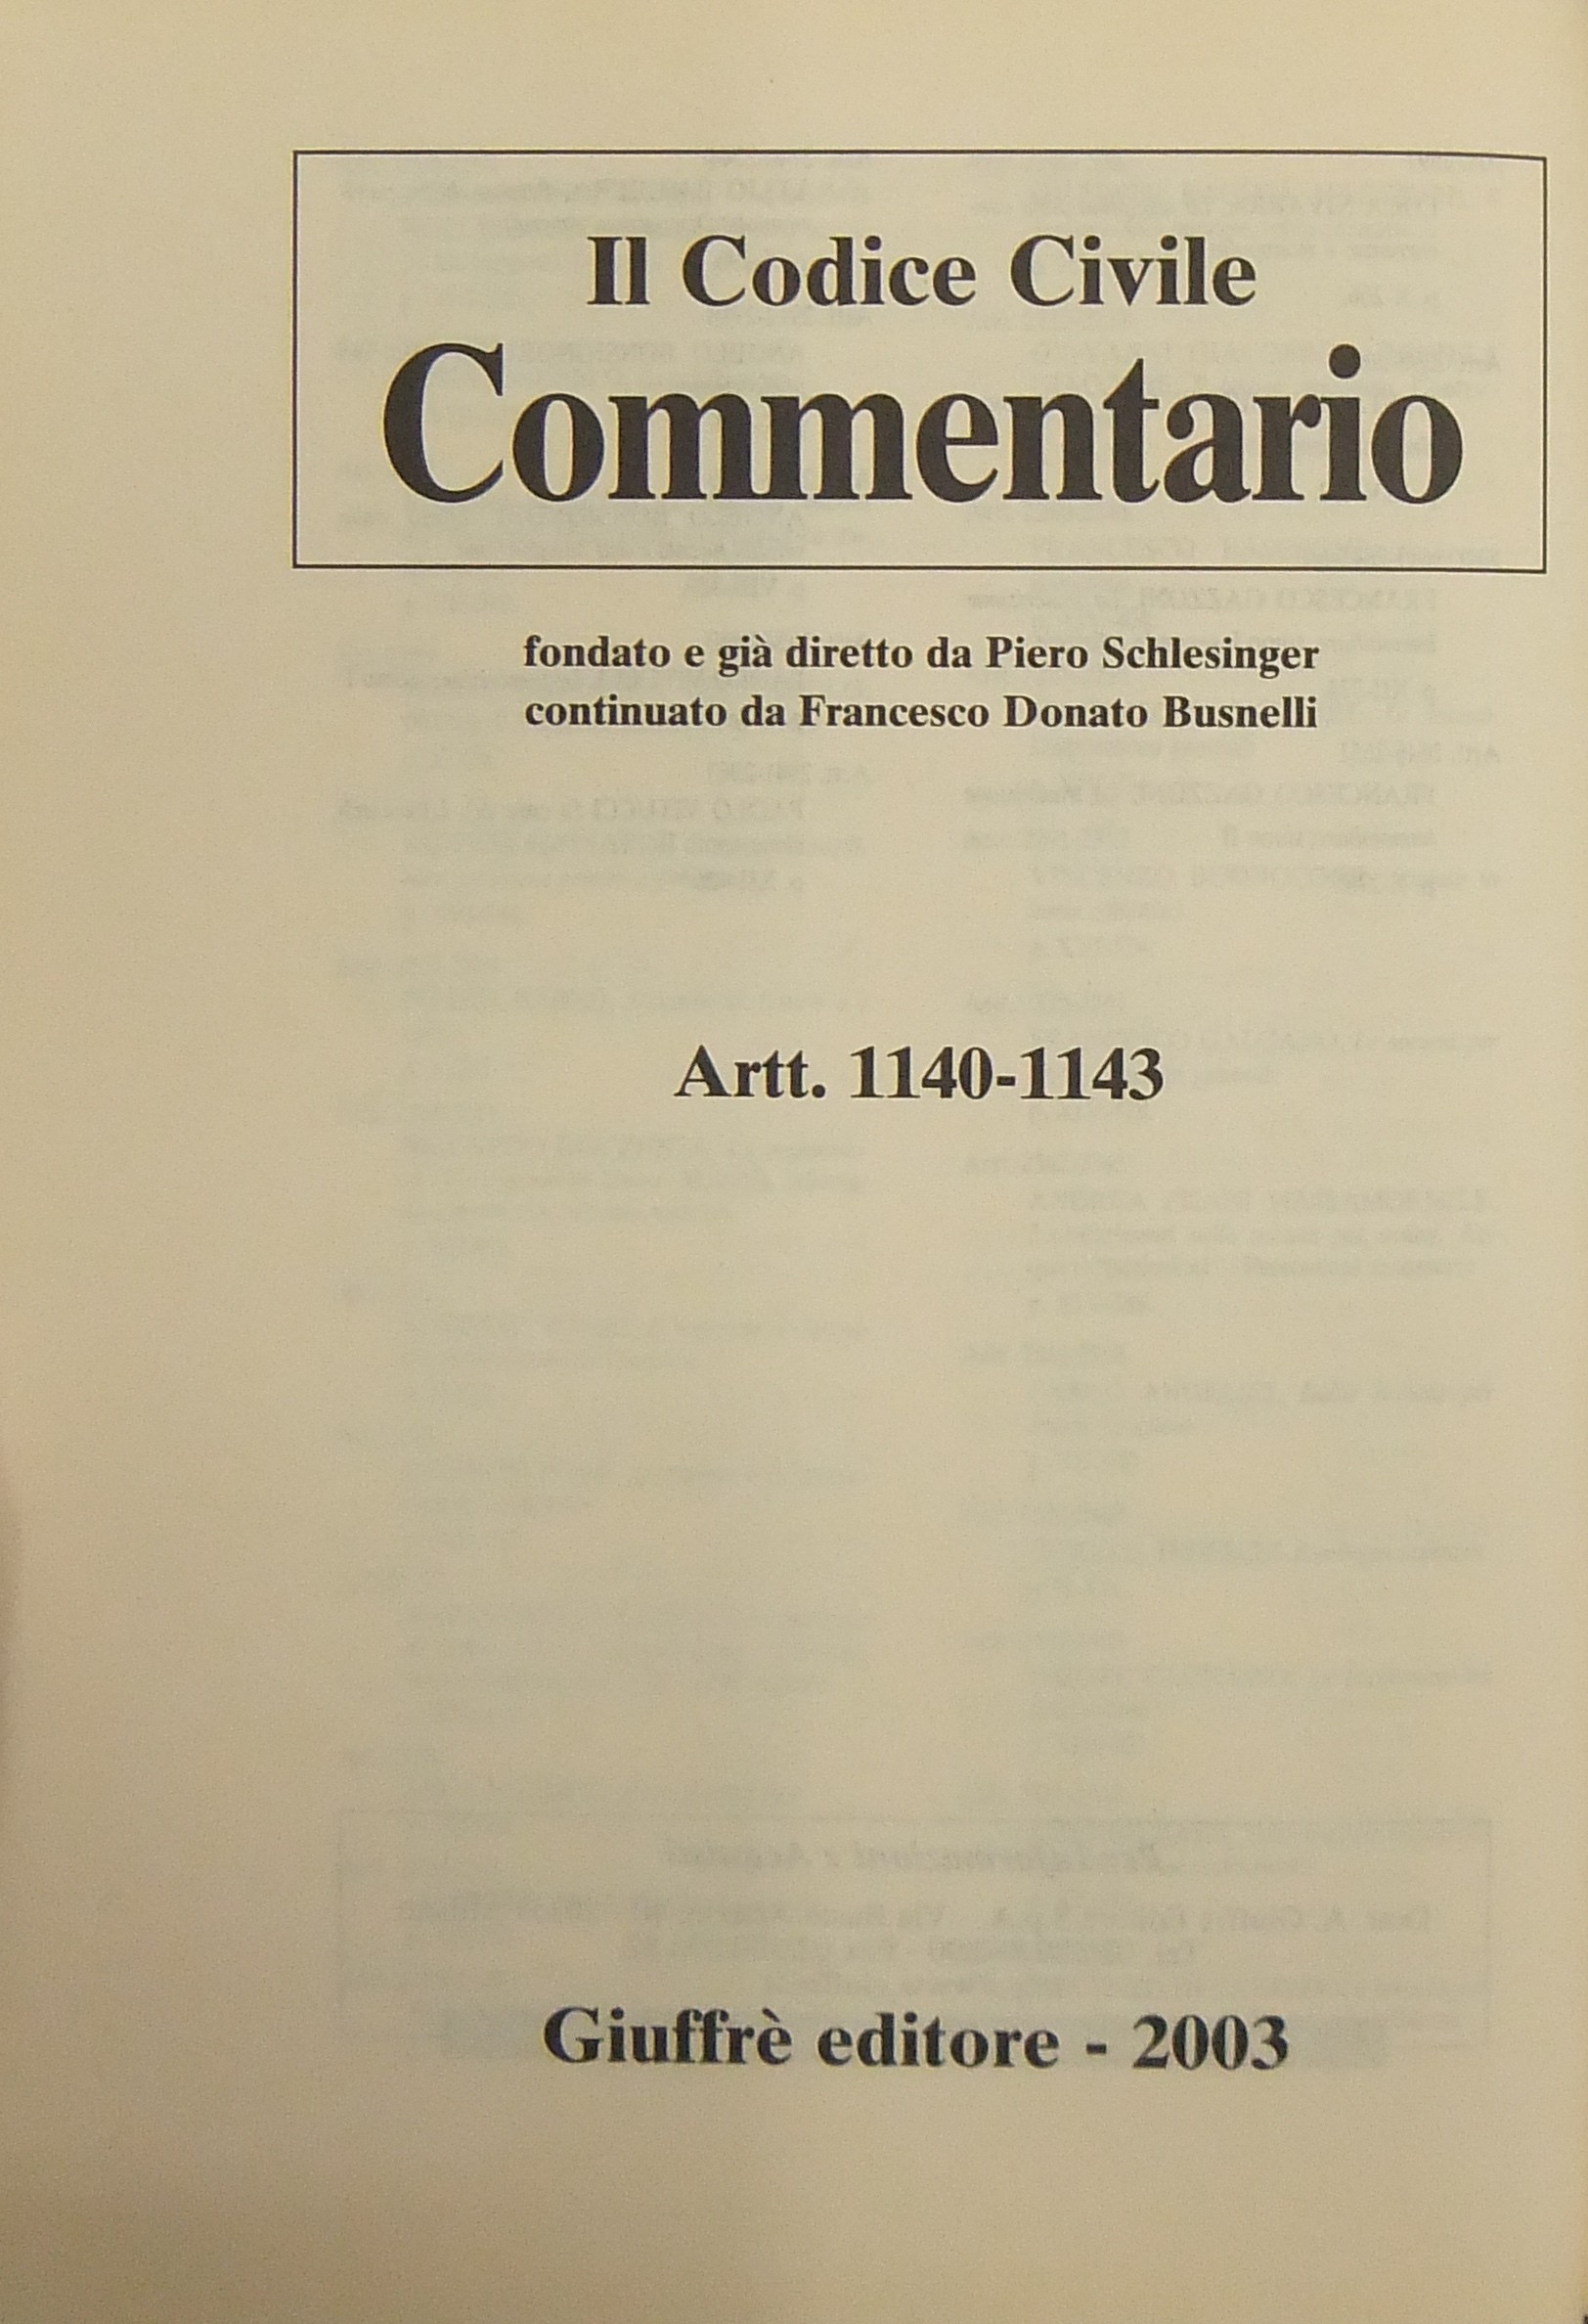 Il Codice Civile
Commentario
fondato e già diretto da Piero Schlesinger
continuato da Francesco Donato Busnelli
Artt. 1140-1143
Giuffrè editore - 2003